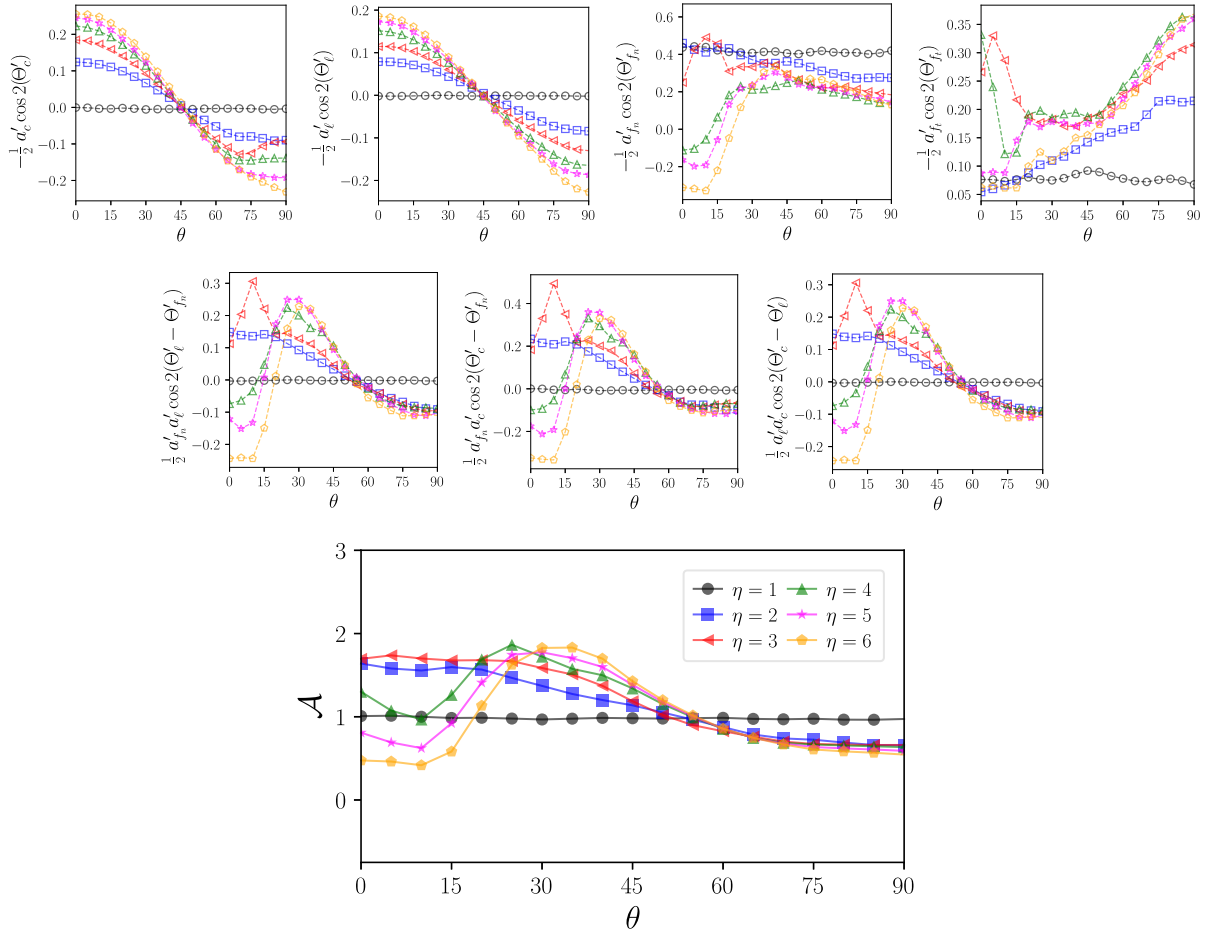 −½ a′_c cos 2(Θ′_c)
0.2
0.1
0.0
−0.1
−0.2
0 15 30 45 60 75 90
θ
−½ a′_ℓ cos 2(Θ′_ℓ)
0.2
0.1
0.0
−0.1
−0.2
0 15 30 45 60 75 90
θ
−½ a′_{f_n} cos 2(Θ′_{f_n})
0.6
0.4
0.2
0.0
−0.2
0 15 30 45 60 75 90
θ
−½ a′_{f_t} cos 2(Θ′_{f_t})
0.35
0.30
0.25
0.20
0.15
0.10
0.05
0 15 30 45 60 75 90
θ
½ a′_{f_n} a′_ℓ cos 2(Θ′_ℓ − Θ′_{f_n})
0.3
0.2
0.1
0.0
−0.1
−0.2
0 15 30 45 60 75 90
θ
½ a′_{f_n} a′_c cos 2(Θ′_c − Θ′_{f_n})
0.4
0.2
0.0
−0.2
0 15 30 45 60 75 90
θ
½ a′_ℓ a′_c cos 2(Θ′_c − Θ′_ℓ)
0.3
0.2
0.1
0.0
−0.1
−0.2
0 15 30 45 60 75 90
θ
𝒜
3
2
1
0
η = 1 η = 4
η = 2 η = 5
η = 3 η = 6
0 15 30 45 60 75 90
θ